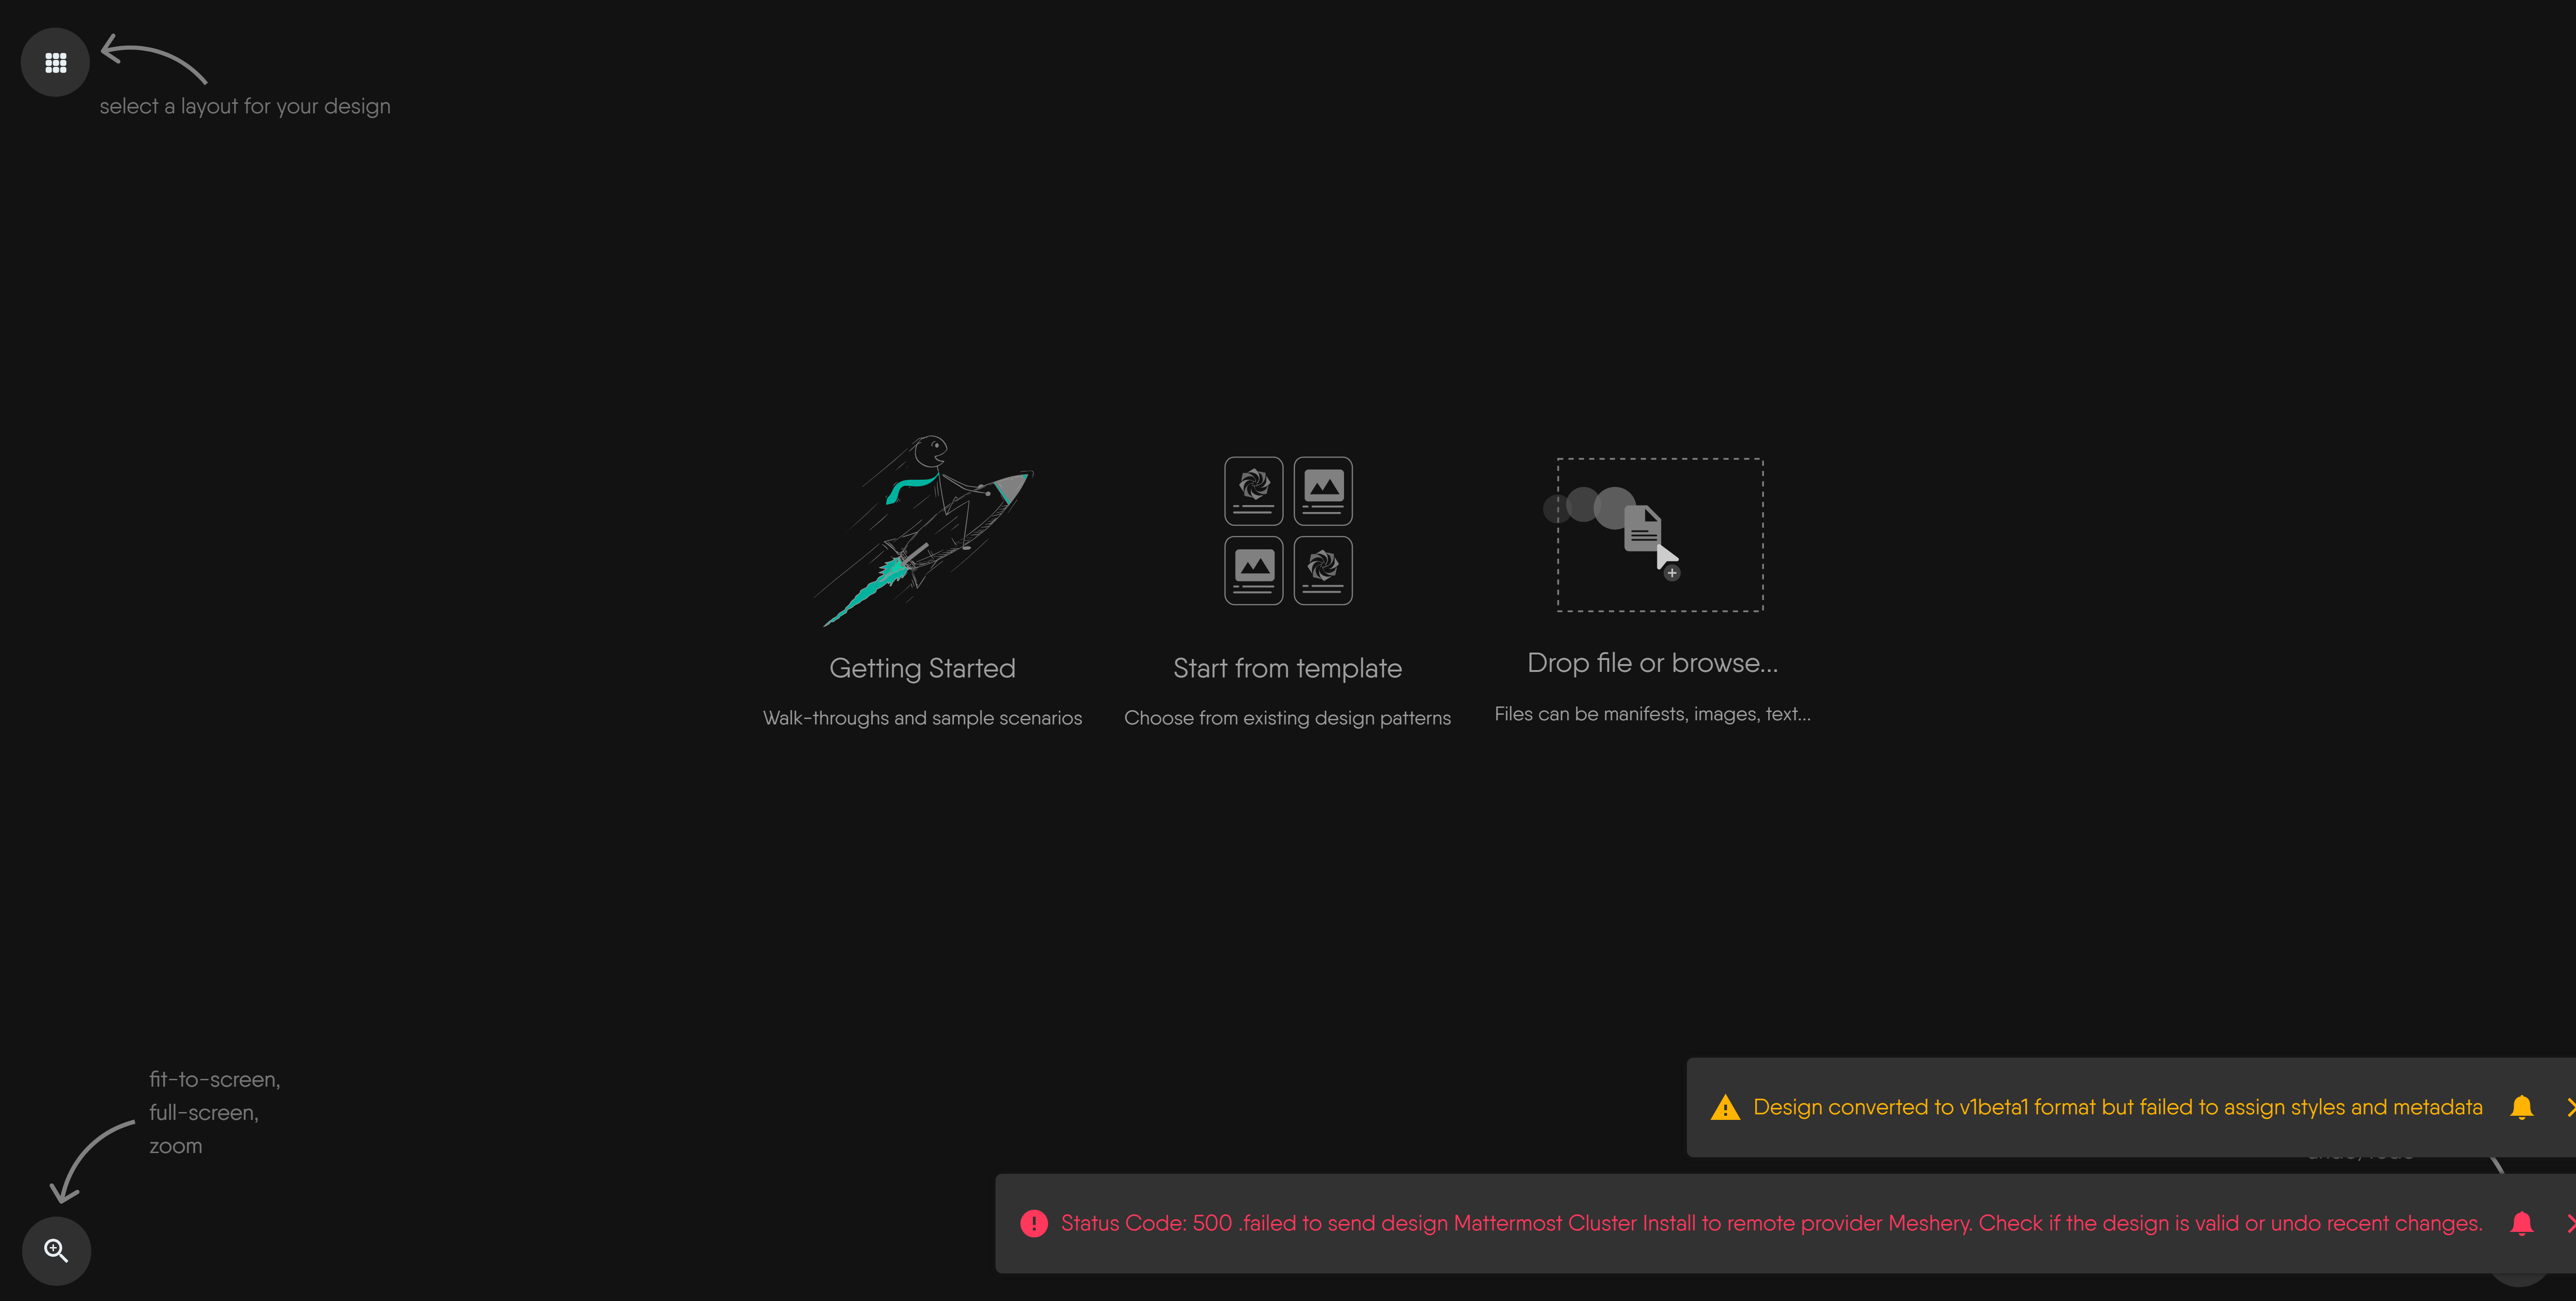 select a layout for your design
Getting Started
Start from template
Drop file or browse...
Walk-throughs and sample scenarios
Choose from existing design patterns
Files can be manifests, images, text...
fit-to-screen,
full-screen,
zoom
Design converted to v1beta1 format but failed to assign styles and metadata
Status Code: 500 .failed to send design Mattermost Cluster Install to remote provider Meshery. Check if the design is valid or undo recent changes.